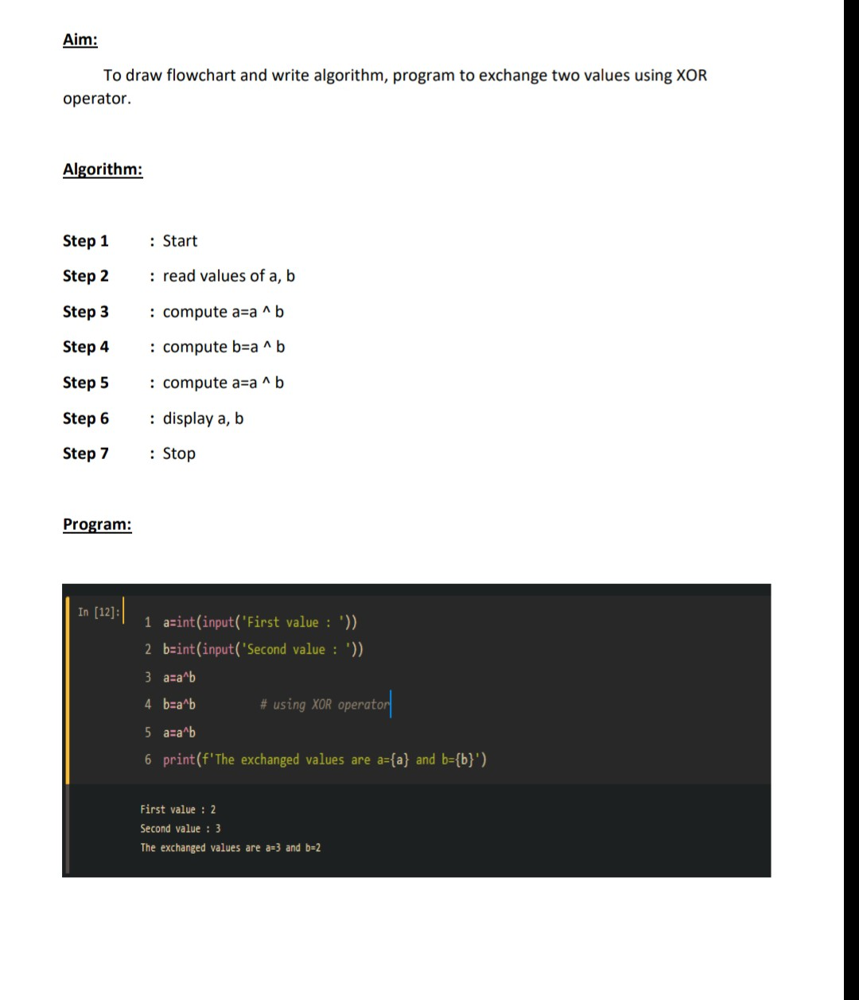 Aim:
To draw flowchart and write algorithm, program to exchange two values using XOR
operator.
Algorithm:
Step 1 : Start
Step 2 : read values of a, b
Step 3 : compute a=a ^ b
Step 4 : compute b=a ^ b
Step 5 : compute a=a ^ b
Step 6 : display a, b
Step 7 : Stop
Program:
In [12]:
1 a=int(input('First value : '))
2 b=int(input('Second value : '))
3 a=a^b
4 b=a^b # using XOR operator
5 a=a^b
6 print(f'The exchanged values are a={a} and b={b}')
First value : 2
Second value : 3
The exchanged values are a=3 and b=2